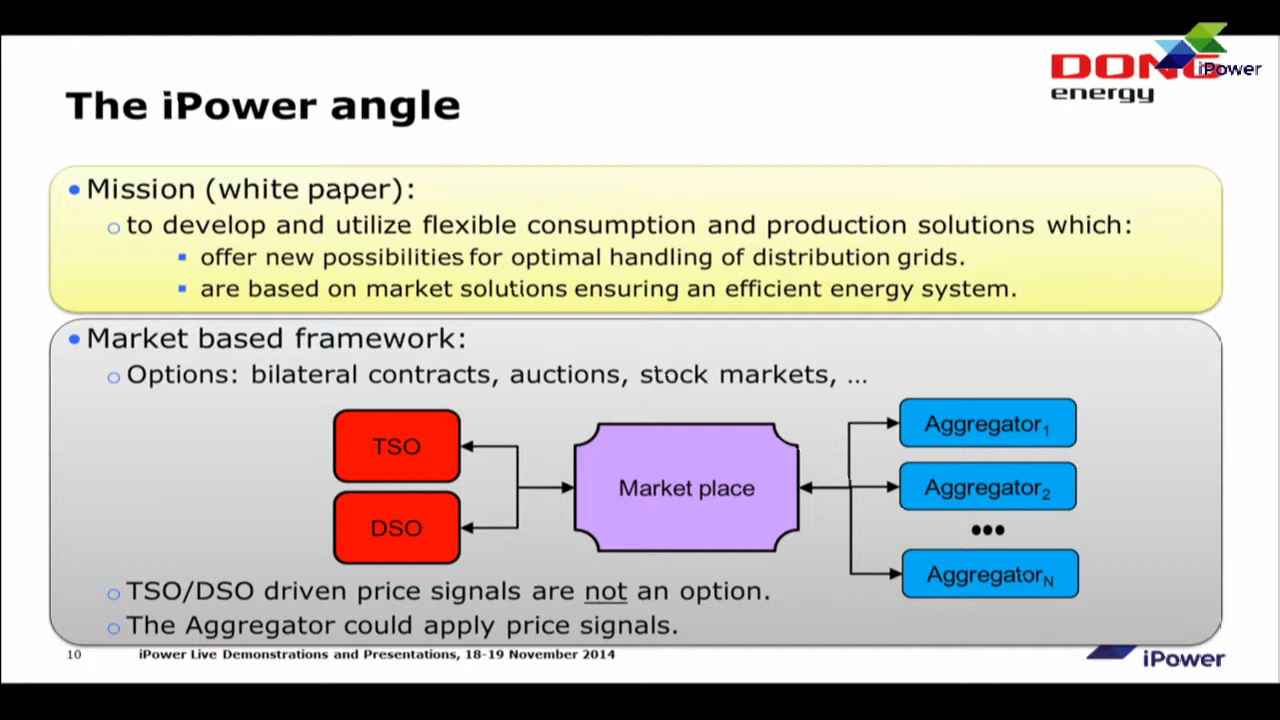 DONG
energy
iPower
The iPower angle
Mission (white paper):
to develop and utilize flexible consumption and production solutions which:
offer new possibilities for optimal handling of distribution grids.
are based on market solutions ensuring an efficient energy system.
Market based framework:
Options: bilateral contracts, auctions, stock markets, ...
TSO
DSO
Market place
Aggregator1
Aggregator2
•••
AggregatorN
TSO/DSO driven price signals are not an option.
The Aggregator could apply price signals.
10
iPower Live Demonstrations and Presentations, 18-19 November 2014
iPower